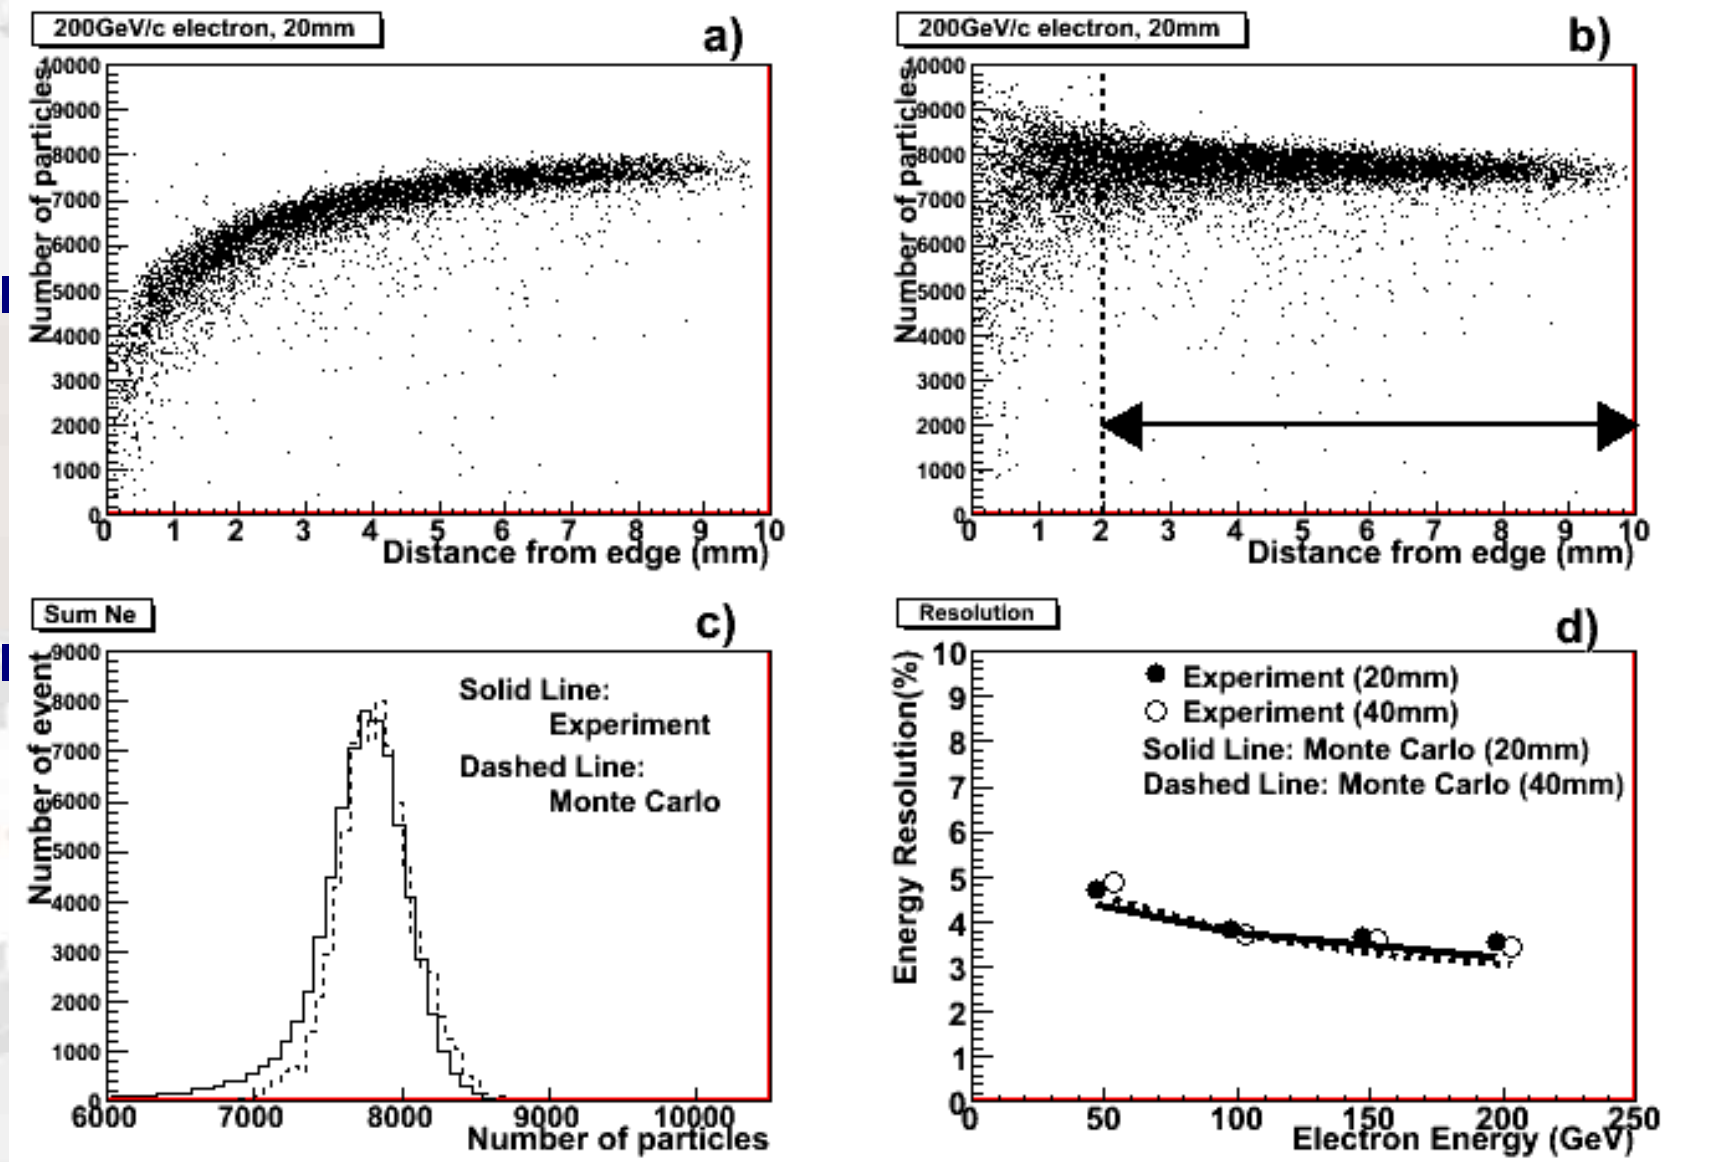 200GeV/c electron, 20mm
a)
Number of particles
10000
9000
8000
7000
6000
5000
4000
3000
2000
1000
0
0 1 2 3 4 5 6 7 8 9 10
Distance from edge (mm)
200GeV/c electron, 20mm
b)
Number of particles
10000
9000
8000
7000
6000
5000
4000
3000
2000
1000
0
0 1 2 3 4 5 6 7 8 9 10
Distance from edge (mm)
Sum Ne
c)
Number of event
9000
8000
7000
6000
5000
4000
3000
2000
1000
0
Solid Line:
Experiment
Dashed Line:
Monte Carlo
6000 7000 8000 9000 10000
Number of particles
Resolution
d)
Energy Resolution(%)
10
9
8
7
6
5
4
3
2
1
0
Experiment (20mm)
Experiment (40mm)
Solid Line: Monte Carlo (20mm)
Dashed Line: Monte Carlo (40mm)
0 50 100 150 200 250
Electron Energy (GeV)